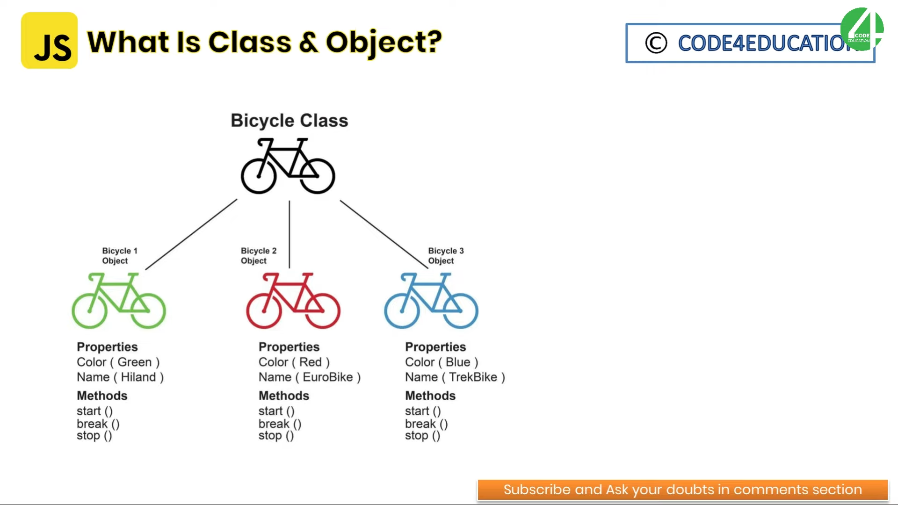 JS What Is Class & Object?
© CODE4EDUCATION
Bicycle Class
Bicycle 1
Object
Bicycle 2
Object
Bicycle 3
Object
Properties
Color ( Green )
Name ( Hiland )
Methods
start ()
break ()
stop ()
Properties
Color ( Red )
Name ( EuroBike )
Methods
start ()
break ()
stop ()
Properties
Color ( Blue )
Name ( TrekBike )
Methods
start ()
break ()
stop ()
Subscribe and Ask your doubts in comments section